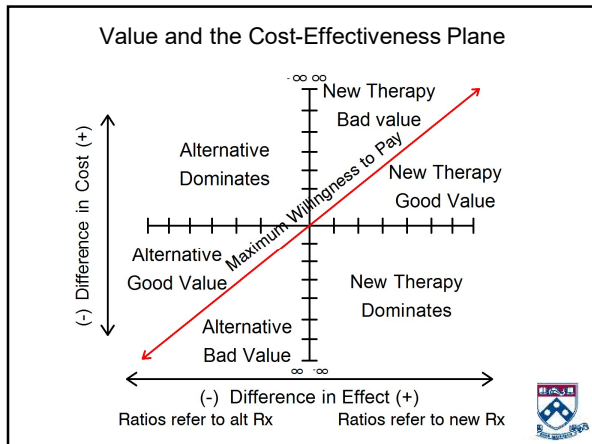 Value and the Cost-Effectiveness Plane
- ∞ ∞
New Therapy
Bad value
Alternative
Dominates
Maximum Willingness to Pay
New Therapy
Good Value
(-) Difference in Cost (+)
Alternative
Good Value
New Therapy
Dominates
Alternative
Bad Value
∞ -∞
(-) Difference in Effect (+)
Ratios refer to alt Rx
Ratios refer to new Rx